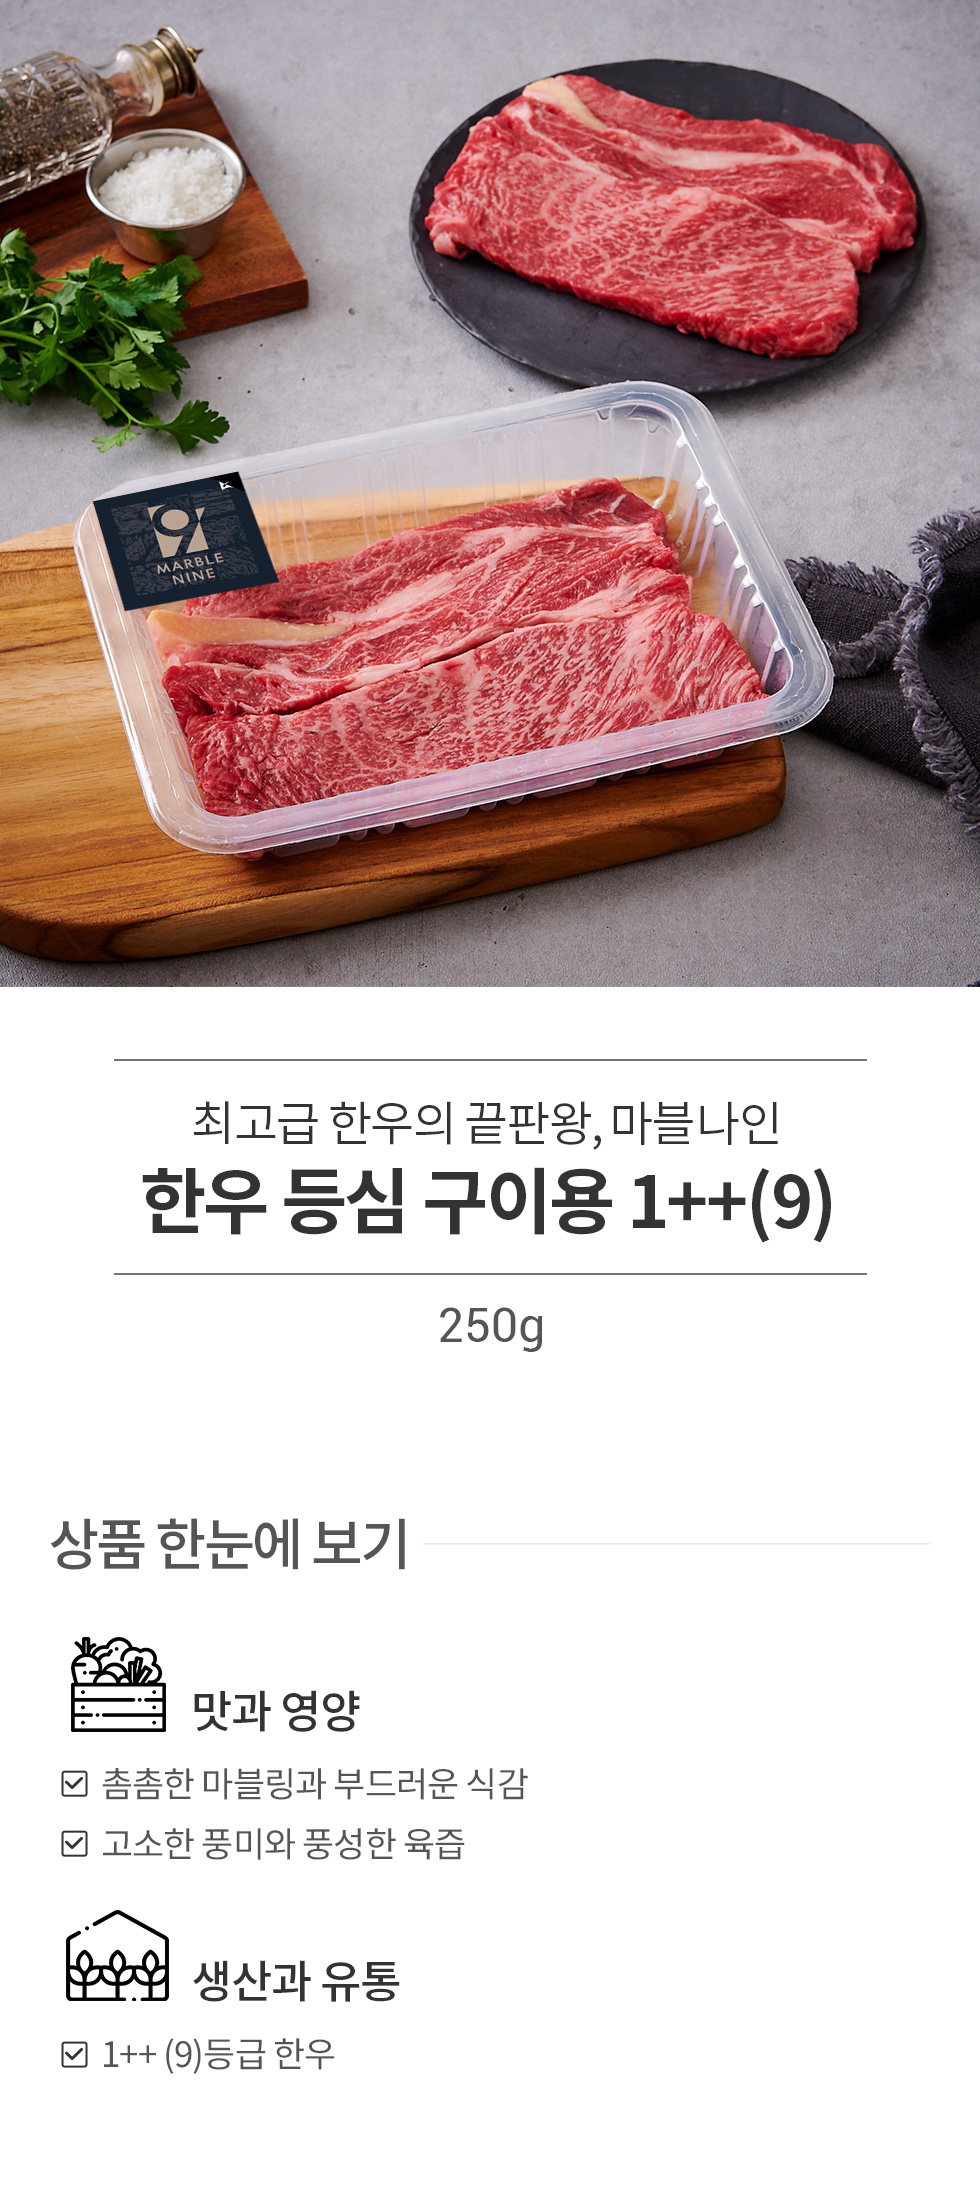 9
MARBLE
NINE
최고급 한우의 끝판왕, 마블나인
한우 등심 구이용 1++(9)
250g
상품 한눈에 보기
맛과 영양
촘촘한 마블링과 부드러운 식감
고소한 풍미와 풍성한 육즙
생산과 유통
1++ (9)등급 한우